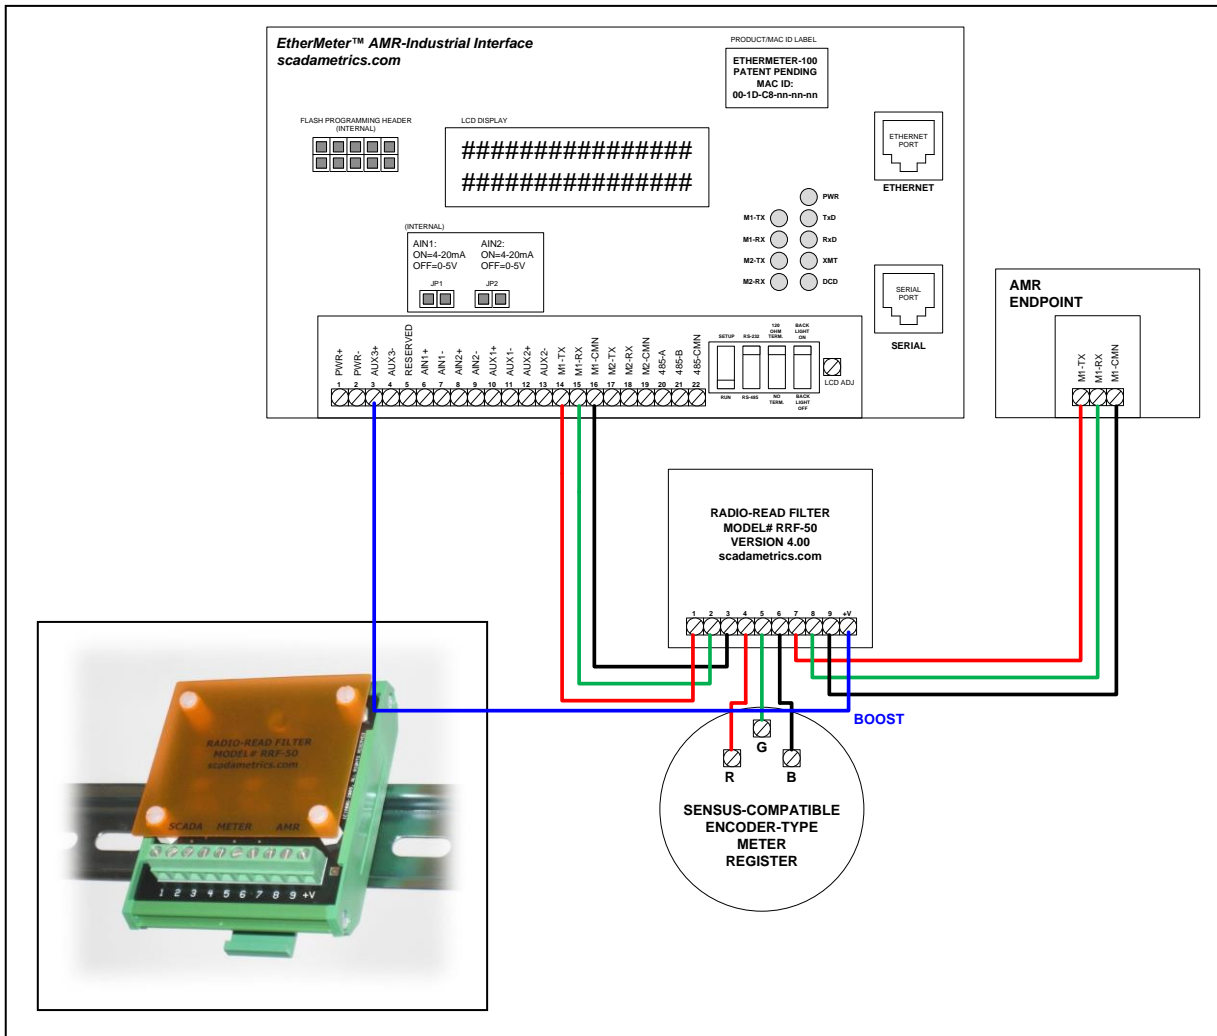 EtherMeter™ AMR-Industrial Interface
scadametrics.com
PRODUCT/MAC ID LABEL
ETHERMETER-100
PATENT PENDING
MAC ID:
00-1D-C8-nn-nn-nn
FLASH PROGRAMMING HEADER
(INTERNAL)
LCD DISPLAY
################
################
ETHERNET
PORT
ETHERNET
PWR
M1-TX
TxD
M1-RX
RxD
M2-TX
XMT
M2-RX
DCD
(INTERNAL)
AIN1:
ON=4-20mA
OFF=0-5V
AIN2:
ON=4-20mA
OFF=0-5V
JP1
JP2
SERIAL
PORT
SERIAL
PWR+
PWR-
AUX3+
AUX3-
RESERVED
AIN1+
AIN1-
AIN2+
AIN2-
AUX1+
AUX1-
AUX2+
AUX2-
M1-TX
M1-RX
M1-CMN
M2-TX
M2-RX
M2-CMN
485-A
485-B
485-CMN
1 2 3 4 5 6 7 8 9 10 11 12 13 14 15 16 17 18 19 20 21 22
SETUP
RS-232
120
OHM
TERM.
BACK
LIGHT
ON
RUN
RS-485
NO
TERM.
BACK
LIGHT
OFF
LCD ADJ
AMR
ENDPOINT
M1-TX
M1-RX
M1-CMN
RADIO-READ FILTER
MODEL# RRF-50
VERSION 4.00
scadametrics.com
1 2 3 4 5 6 7 8 9 +V
BOOST
G
R
B
SENSUS-COMPATIBLE
ENCODER-TYPE
METER
REGISTER
RADIO-READ FILTER
MODEL# RRF-50
scadametrics.com
SCADA METER AMR
1 2 3 4 5 6 7 8 9 +V